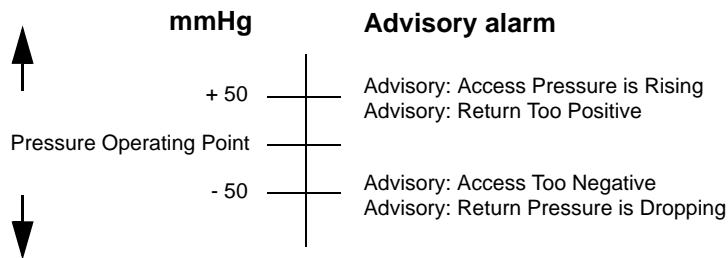 mmHg Advisory alarm
+ 50 Advisory: Access Pressure is Rising
Advisory: Return Too Positive
Pressure Operating Point
- 50 Advisory: Access Too Negative
Advisory: Return Pressure is Dropping